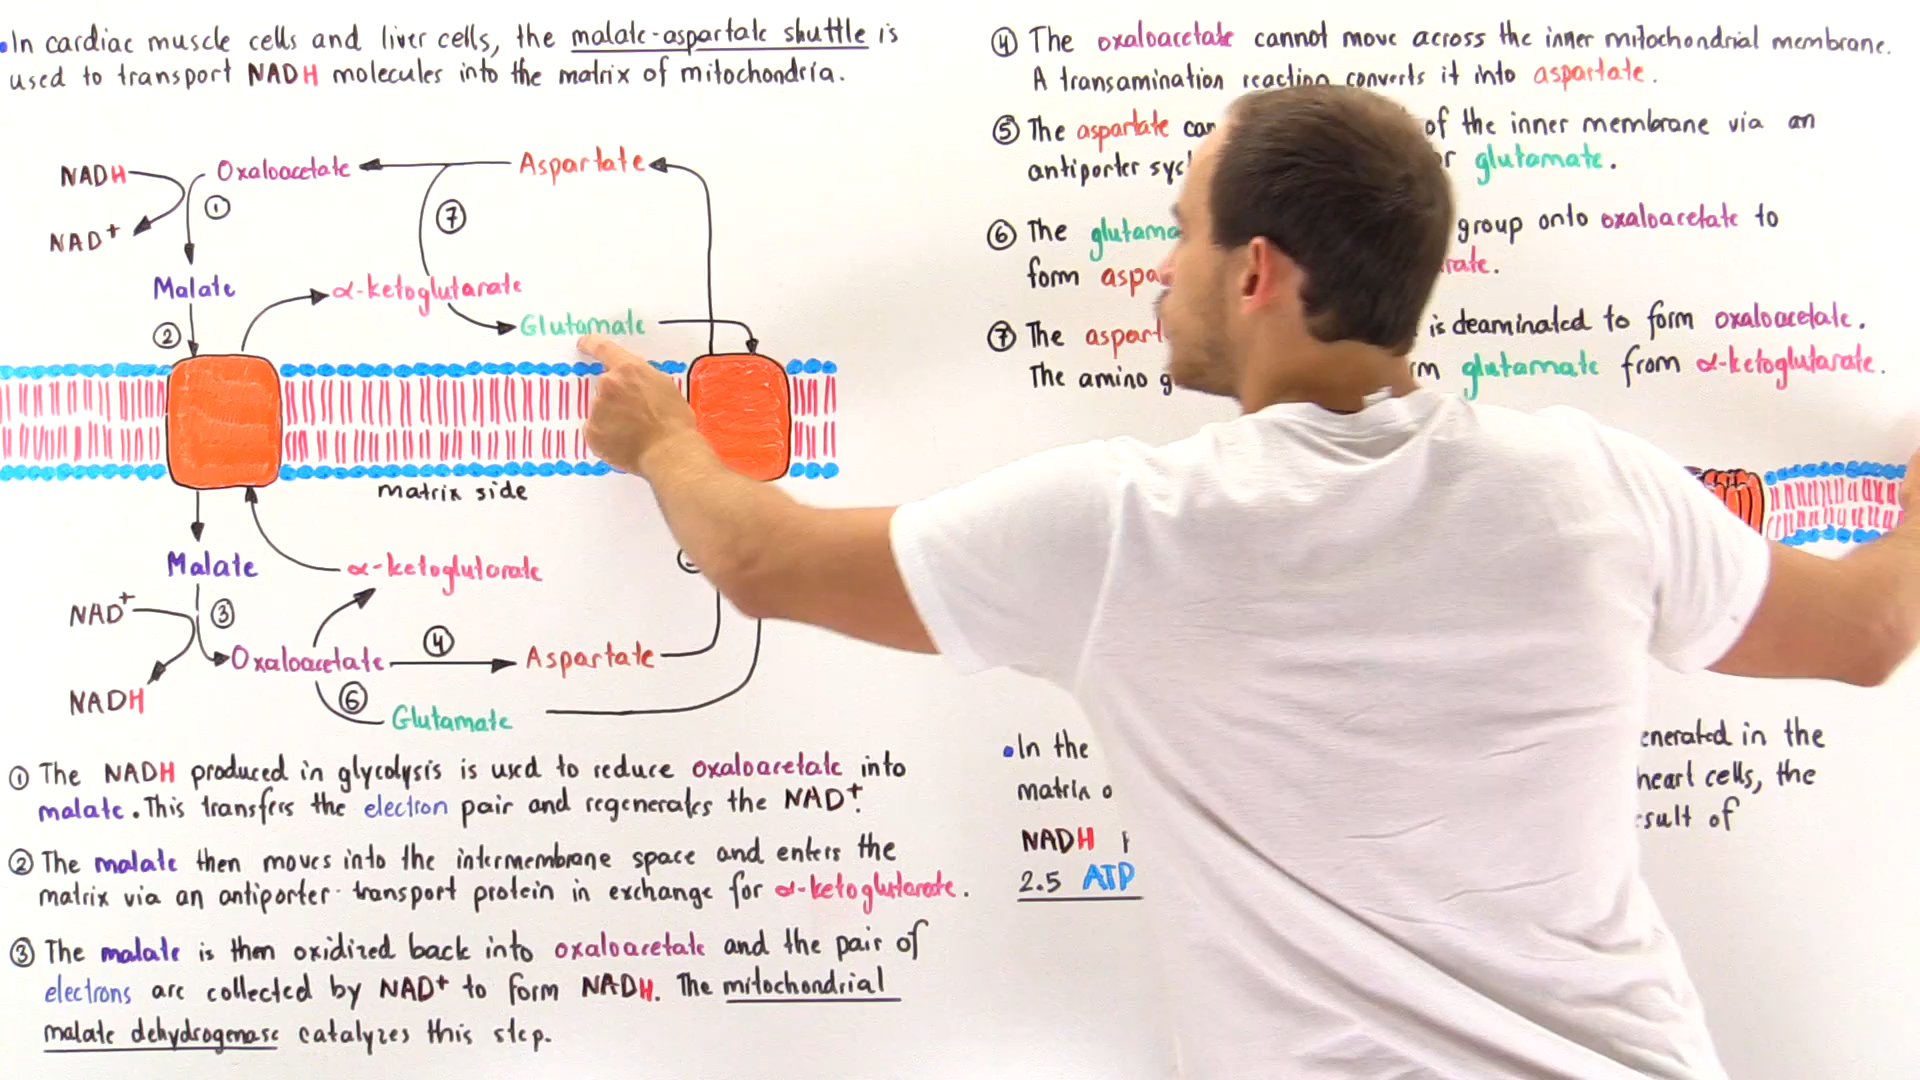 •In cardiac muscle cells and liver cells, the malate-aspartate shuttle is
used to transport NADH molecules into the matrix of mitochondria.
NADH
Oxaloacetate
Aspartate
①
⑦
NAD+
Malate
α-ketoglutarate
②
Glutamate
matrix side
Malate
α-ketoglutarate
NAD+
③
④
Oxaloacetate
Aspartate
NADH
⑥
Glutamate
① The NADH produced in glycolysis is used to reduce oxaloacetate into
malate. This transfers the electron pair and regenerates the NAD+.
② The malate then moves into the intermembrane space and enters the
matrix via an antiporter transport protein in exchange for α-ketoglutarate.
③ The malate is then oxidized back into oxaloacetate and the pair of
electrons are collected by NAD+ to form NADH. The mitochondrial
malate dehydrogenase catalyzes this step.
④ The oxaloacetate cannot move across the inner mitochondrial membrane.
A transamination reaction converts it into aspartate.
⑤ The aspartate of the inner membrane via an
antiporter glutamate.
⑥ The group onto oxaloacetate to
form
⑦ The is deaminated to form oxaloacetate.
The amino glutamate from α-ketoglutarate.
•In the in the
matrix heart cells, the
of
NADH
2.5 ATP